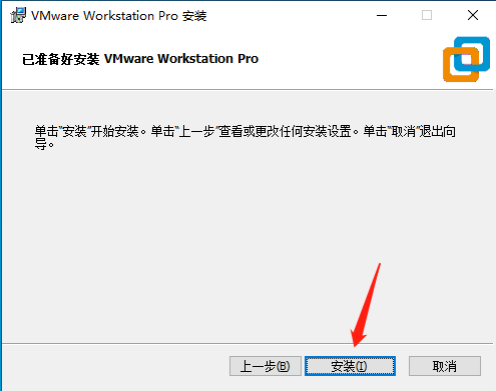 VMware Workstation Pro 安装
已准备好安装 VMware Workstation Pro
单击"安装"开始安装。单击"上一步"查看或更改任何安装设置。单击"取消"退出向
导。
上一步(B) 安装(I) 取消